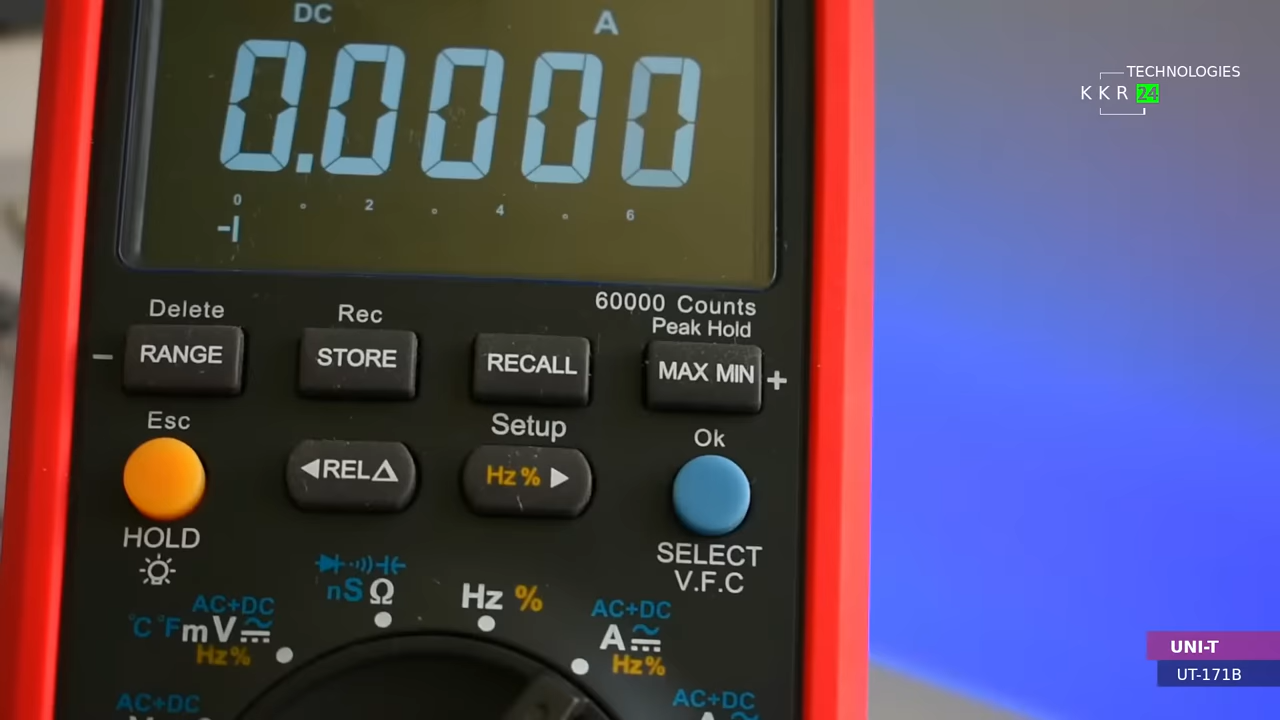 DC A
0.0000
0 2 4 6
TECHNOLOGIES
KKR 24
60000 Counts
Delete Rec Peak Hold
RANGE STORE RECALL MAX MIN
Esc Setup Ok
◀REL△ Hz% ▶
HOLD SELECT
V.F.C
nS Ω
Hz %
AC+DC
°C °F mV
Hz%
AC+DC
A
Hz%
AC+DC
AC+DC
UNI-T
UT-171B